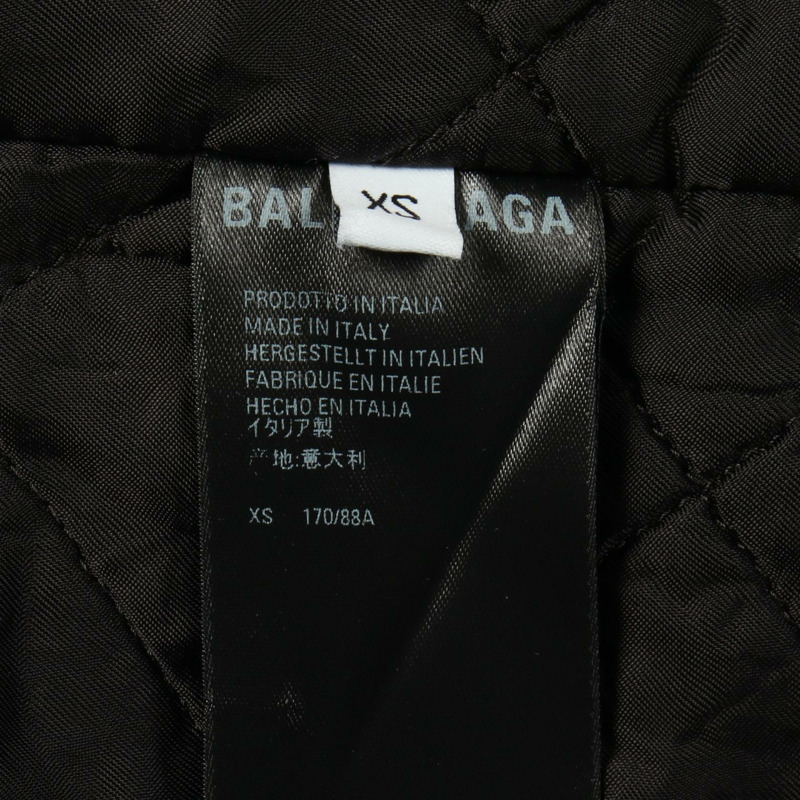 BAL AGA
XS
PRODOTTO IN ITALIA
MADE IN ITALY
HERGESTELLT IN ITALIEN
FABRIQUE EN ITALIE
HECHO EN ITALIA
イタリア製
产地:意大利
XS 170/88A